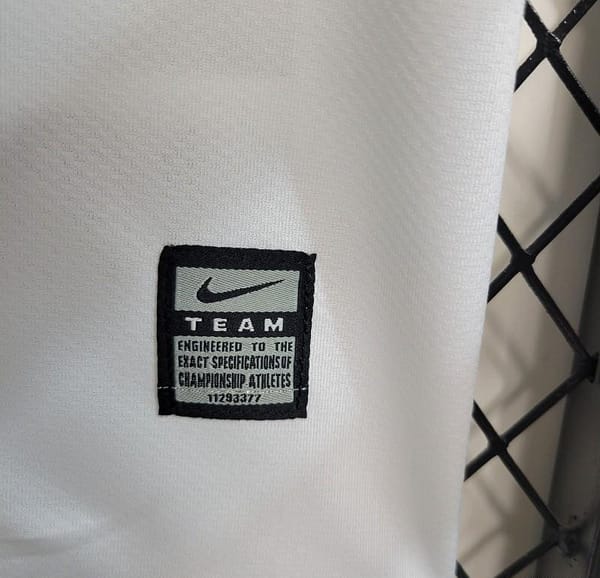 TEAM
ENGINEERED TO THE
EXACT SPECIFICATIONS OF
CHAMPIONSHIP ATHLETES
11293377